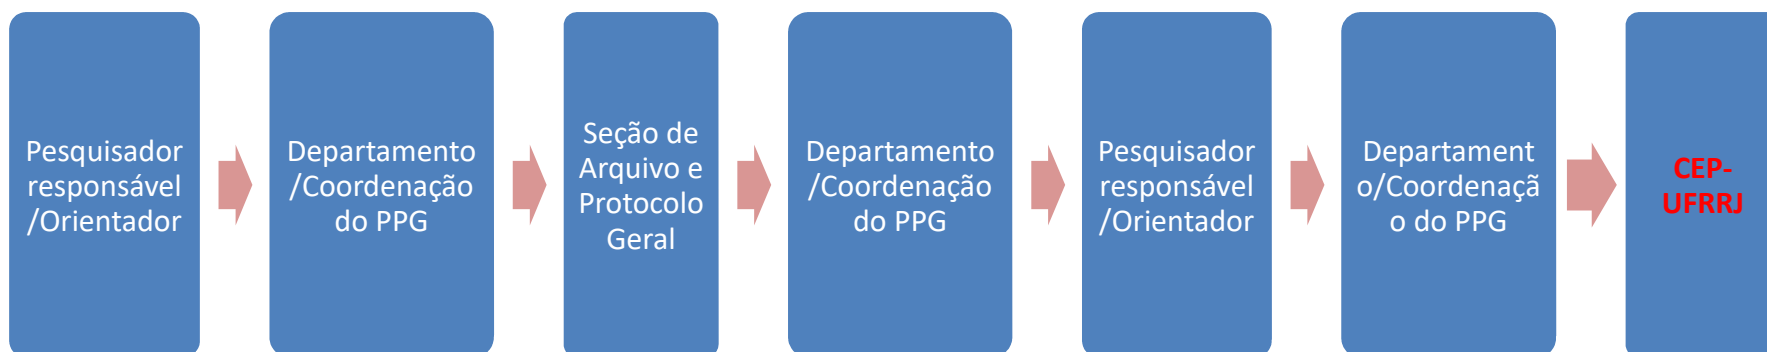 Pesquisador
responsável
/Orientador
Departamento
/Coordenação
do PPG
Seção de
Arquivo e
Protocolo
Geral
Departamento
/Coordenação
do PPG
Pesquisador
responsável
/Orientador
Departament
o/Coordenaçã
o do PPG
CEP-
UFRRJ